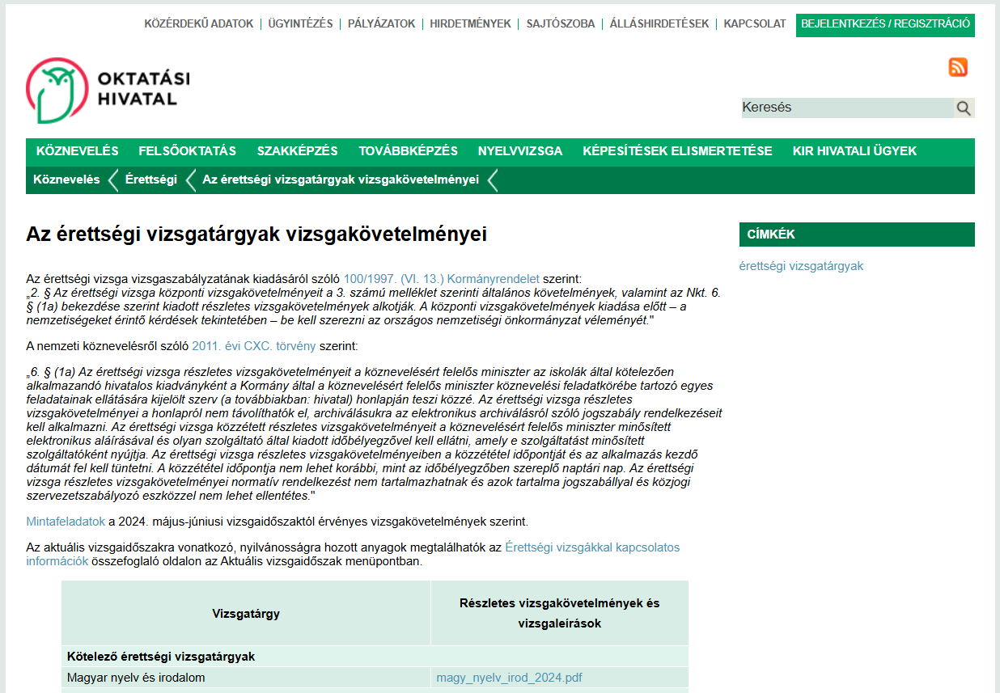 KÖZÉRDEKŰ ADATOK | ÜGYINTÉZÉS | PÁLYÁZATOK | HIRDETMÉNYEK | SAJTÓSZOBA | ÁLLÁSHIRDETÉSEK | KAPCSOLAT BEJELENTKEZÉS / REGISZTRÁCIÓ
OKTATÁSI
HIVATAL
Keresés
KÖZNEVELÉS FELSŐOKTATÁS SZAKKÉPZÉS TOVÁBBKÉPZÉS NYELVVIZSGA KÉPESÍTÉSEK ELISMERTETÉSE KIR HIVATALI ÜGYEK
Köznevelés Érettségi Az érettségi vizsgatárgyak vizsgakövetelményei
Az érettségi vizsgatárgyak vizsgakövetelményei
CÍMKÉK
érettségi vizsgatárgyak
Az érettségi vizsga vizsgaszabályzatának kiadásáról szóló 100/1997. (VI. 13.) Kormányrendelet szerint:
„2. § Az érettségi vizsga központi vizsgakövetelményeit a 3. számú melléklet szerinti általános követelmények, valamint az Nkt. 6.
§ (1a) bekezdése szerint kiadott részletes vizsgakövetelmények alkotják. A központi vizsgakövetelmények kiadása előtt – a
nemzetiségeket érintő kérdések tekintetében – be kell szerezni az országos nemzetiségi önkormányzat véleményét."
A nemzeti köznevelésről szóló 2011. évi CXC. törvény szerint:
„6. § (1a) Az érettségi vizsga részletes vizsgakövetelményeit a köznevelésért felelős miniszter az iskolák által kötelezően
alkalmazandó hivatalos kiadványként a Kormány által a köznevelésért felelős miniszter köznevelési feladatkörébe tartozó egyes
feladatainak ellátására kijelölt szerv (a továbbiakban: hivatal) honlapján teszi közzé. Az érettségi vizsga részletes
vizsgakövetelményei a honlapról nem távolíthatók el, archiválásukra az elektronikus archiválásról szóló jogszabály rendelkezéseit
kell alkalmazni. Az érettségi vizsga közzétett részletes vizsgakövetelményeit a köznevelésért felelős miniszter minősített
elektronikus aláírásával és olyan szolgáltató által kiadott időbélyegzővel kell ellátni, amely e szolgáltatást minősített
szolgáltatóként nyújtja. Az érettségi vizsga részletes vizsgakövetelményeiben a közzététel időpontját és az alkalmazás kezdő
dátumát fel kell tüntetni. A közzététel időpontja nem lehet korábbi, mint az időbélyegzőben szereplő naptári nap. Az érettségi
vizsga részletes vizsgakövetelményei normatív rendelkezést nem tartalmazhatnak és azok tartalma jogszabállyal és közjogi
szervezetszabályozó eszközzel nem lehet ellentétes."
Mintafeladatok a 2024. május-júniusi vizsgaidőszaktól érvényes vizsgakövetelmények szerint.
Az aktuális vizsgaidőszakra vonatkozó, nyilvánosságra hozott anyagok megtalálhatók az Érettségi vizsgákkal kapcsolatos
információk összefoglaló oldalon az Aktuális vizsgaidőszak menüpontban.
Vizsgatárgy
Részletes vizsgakövetelmények és
vizsgaleírások
Kötelező érettségi vizsgatárgyak
Magyar nyelv és irodalom magy_nyelv_irod_2024.pdf